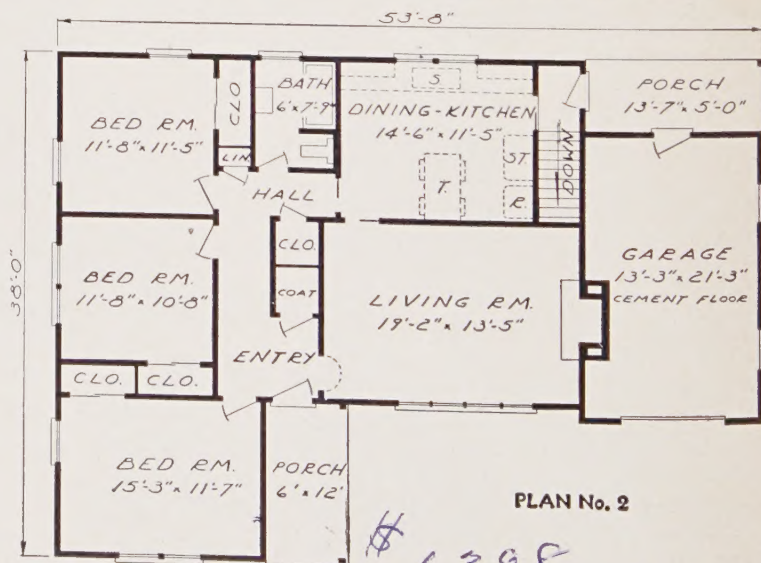 53'-8"
38'-0"
BED RM.
11'-8" x 11'-5"
CLO.
LIN.
BATH
6' x 7'-9"
S
DINING-KITCHEN
14'-6" x 11'-5"
T.
ST
R.
DOWN
PORCH
13'-7" x 5'-0"
HALL
CLO.
COAT
BED RM.
11'-8" x 10'-8"
LIVING RM.
19'-2" x 13'-5"
GARAGE
13'-3" x 21'-3"
CEMENT FLOOR
ENTRY
CLO.
CLO.
BED RM.
15'-3" x 11'-7"
PORCH
6' x 12'
PLAN No. 2
$